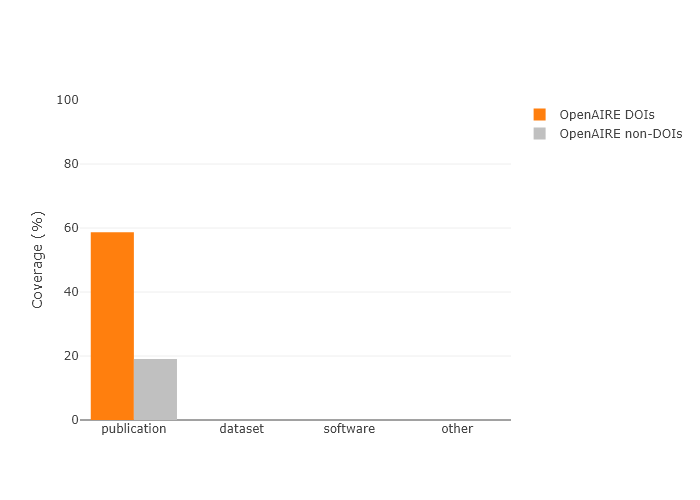 100
80
60
40
20
0
Coverage (%)
publication
dataset
software
other
OpenAIRE DOIs
OpenAIRE non-DOIs